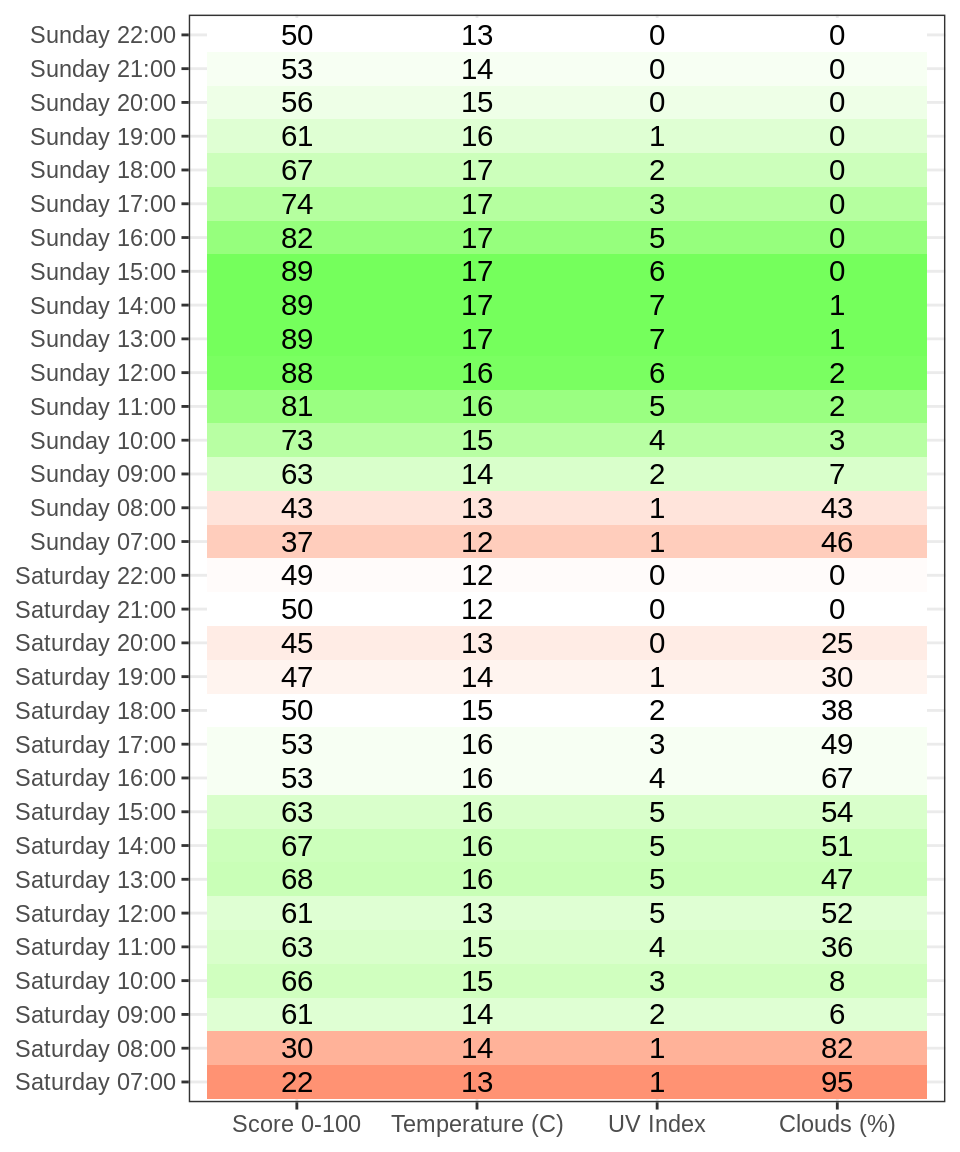 Sunday 22:00 50 13 0 0
Sunday 21:00 53 14 0 0
Sunday 20:00 56 15 0 0
Sunday 19:00 61 16 1 0
Sunday 18:00 67 17 2 0
Sunday 17:00 74 17 3 0
Sunday 16:00 82 17 5 0
Sunday 15:00 89 17 6 0
Sunday 14:00 89 17 7 1
Sunday 13:00 89 17 7 1
Sunday 12:00 88 16 6 2
Sunday 11:00 81 16 5 2
Sunday 10:00 73 15 4 3
Sunday 09:00 63 14 2 7
Sunday 08:00 43 13 1 43
Sunday 07:00 37 12 1 46
Saturday 22:00 49 12 0 0
Saturday 21:00 50 12 0 0
Saturday 20:00 45 13 0 25
Saturday 19:00 47 14 1 30
Saturday 18:00 50 15 2 38
Saturday 17:00 53 16 3 49
Saturday 16:00 53 16 4 67
Saturday 15:00 63 16 5 54
Saturday 14:00 67 16 5 51
Saturday 13:00 68 16 5 47
Saturday 12:00 61 13 5 52
Saturday 11:00 63 15 4 36
Saturday 10:00 66 15 3 8
Saturday 09:00 61 14 2 6
Saturday 08:00 30 14 1 82
Saturday 07:00 22 13 1 95
Score 0-100 Temperature (C) UV Index Clouds (%)